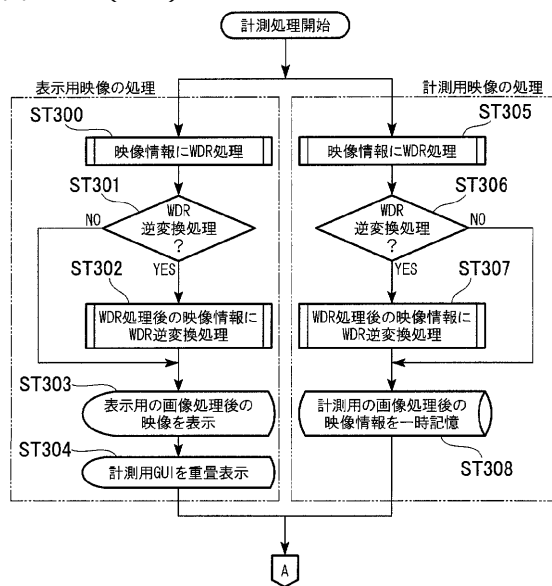 計測処理開始
表示用映像の処理
ST300
映像情報にWDR処理
ST301
WDR
逆変換処理
?
NO
YES
ST302
WDR処理後の映像情報に
WDR逆変換処理
ST303
表示用の画像処理後の
映像を表示
ST304
計測用GUIを重畳表示
計測用映像の処理
ST305
映像情報にWDR処理
ST306
WDR
逆変換処理
?
NO
YES
ST307
WDR処理後の映像情報に
WDR逆変換処理
計測用の画像処理後の
映像情報を一時記憶
ST308
A